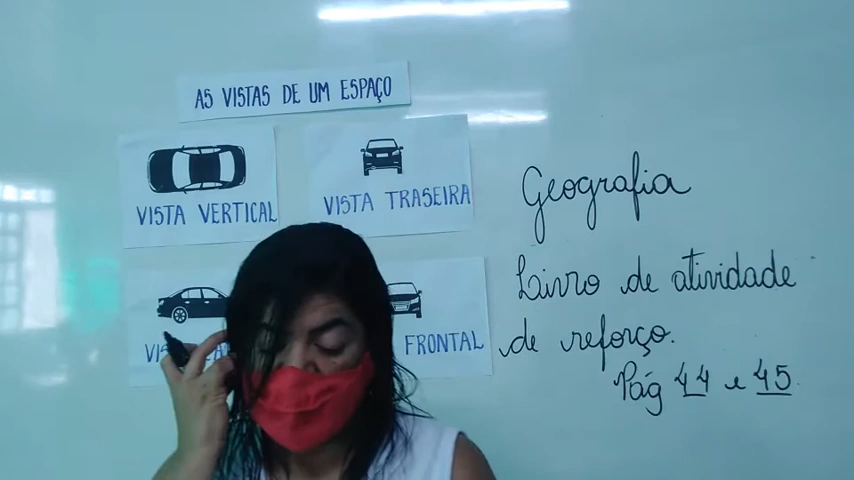 AS VISTAS DE UM ESPAÇO
VISTA VERTICAL
VISTA TRASEIRA
FRONTAL
Geografia
Livro de atividade
de reforço.
Pág 44 e 45.